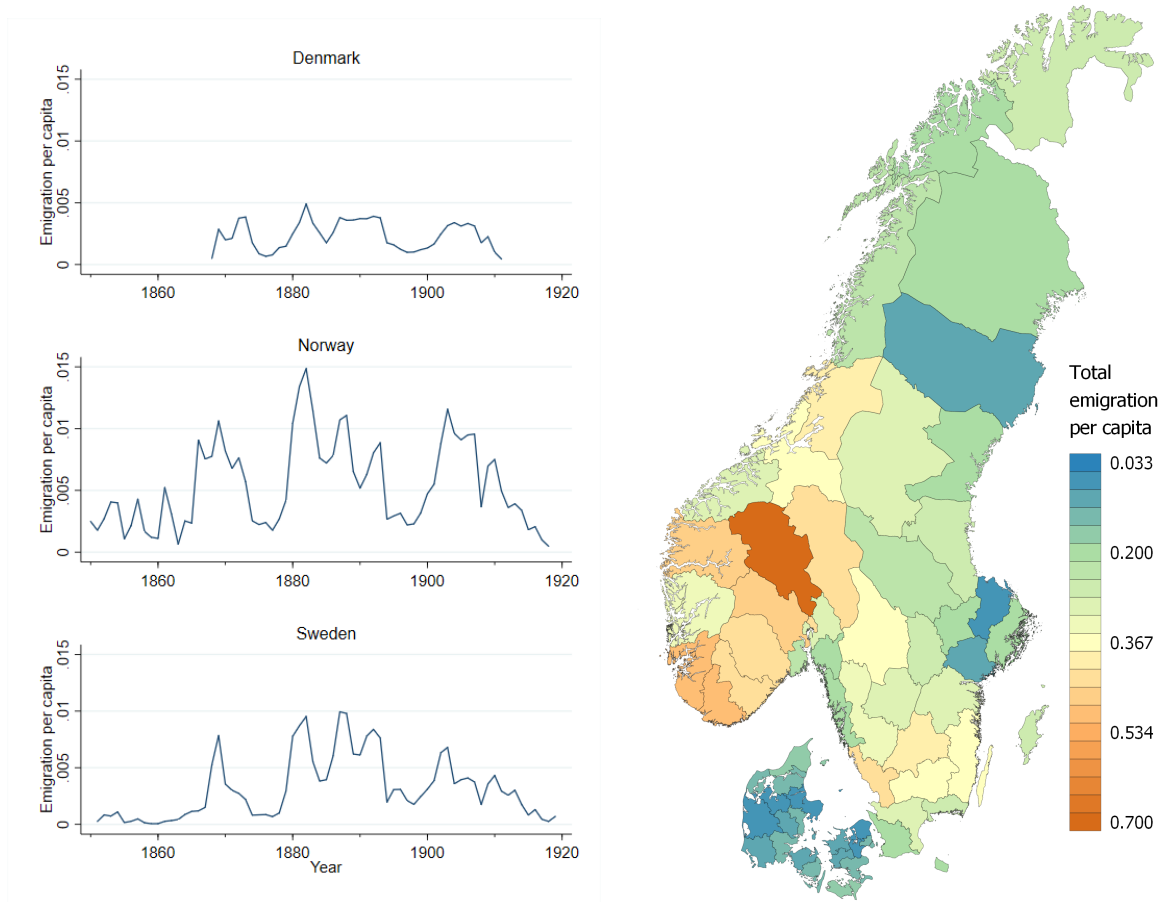 Denmark
Emigration per capita
.015
.01
.005
0
1860 1880 1900 1920
Norway
Emigration per capita
.015
.01
.005
0
1860 1880 1900 1920
Sweden
Emigration per capita
.015
.01
.005
0
1860 1880 1900 1920
Year
Total
emigration
per capita
0.033
0.200
0.367
0.534
0.700